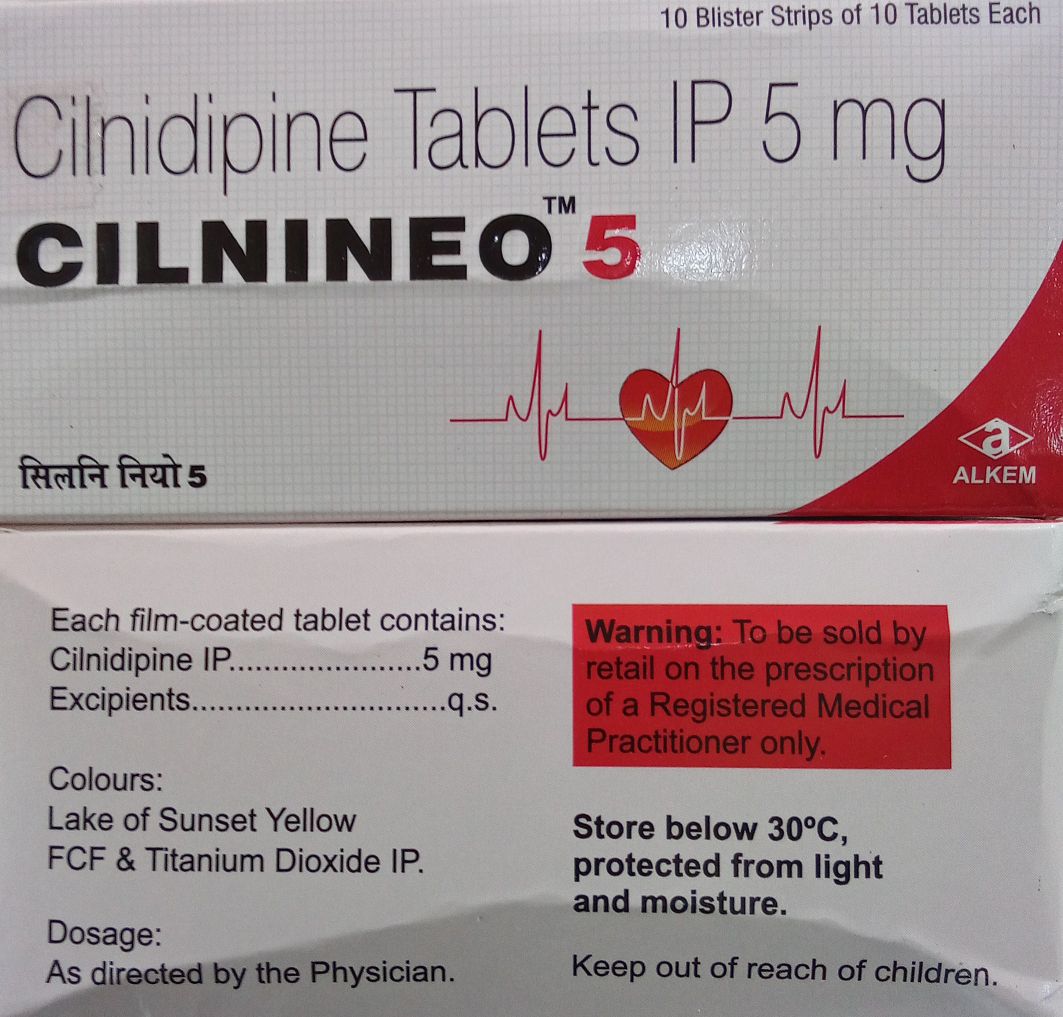 10 Blister Strips of 10 Tablets Each
Cilnidipine Tablets IP 5 mg
CILNINEO™ 5
सिलनि नियो 5
a
ALKEM
Each film-coated tablet contains:
Cilnidipine IP.....................5 mg
Excipients............................q.s.
Colours:
Lake of Sunset Yellow
FCF & Titanium Dioxide IP.
Dosage:
As directed by the Physician.
Warning: To be sold by
retail on the prescription
of a Registered Medical
Practitioner only.
Store below 30ºC,
protected from light
and moisture.
Keep out of reach of children.